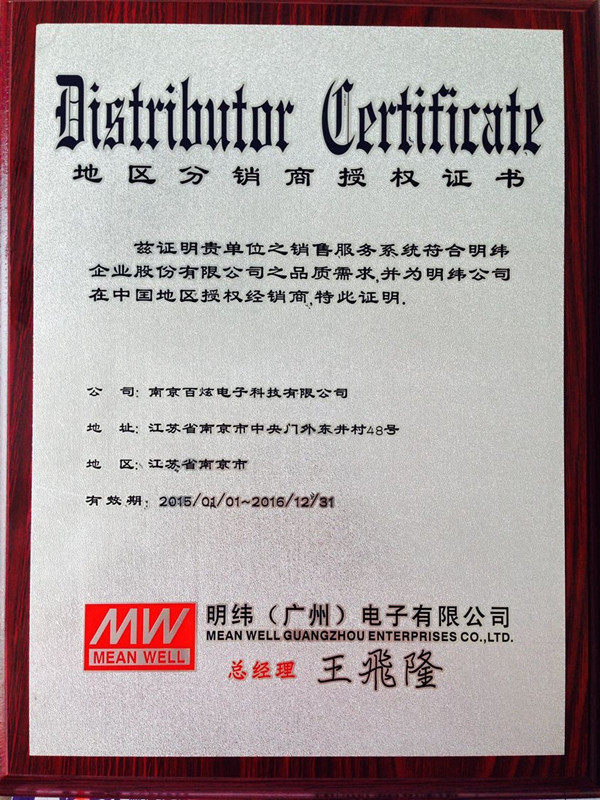 Distributor Certificate
地区分销商授权证书
兹证明贵单位之销售服务系统符合明纬
企业股份有限公司之品质需求,并为明纬公司
在中国地区授权经销商,特此证明.
公 司: 南京百炫电子科技有限公司
地 址: 江苏省南京市中央门外东井村48号
地 区: 江苏省南京市
有效期: 2015/01/01~2016/12/31
MW
MEAN WELL
明纬（广州）电子有限公司
MEAN WELL GUANGZHOU ENTERPRISES CO.,LTD.
总经理 王飛隆